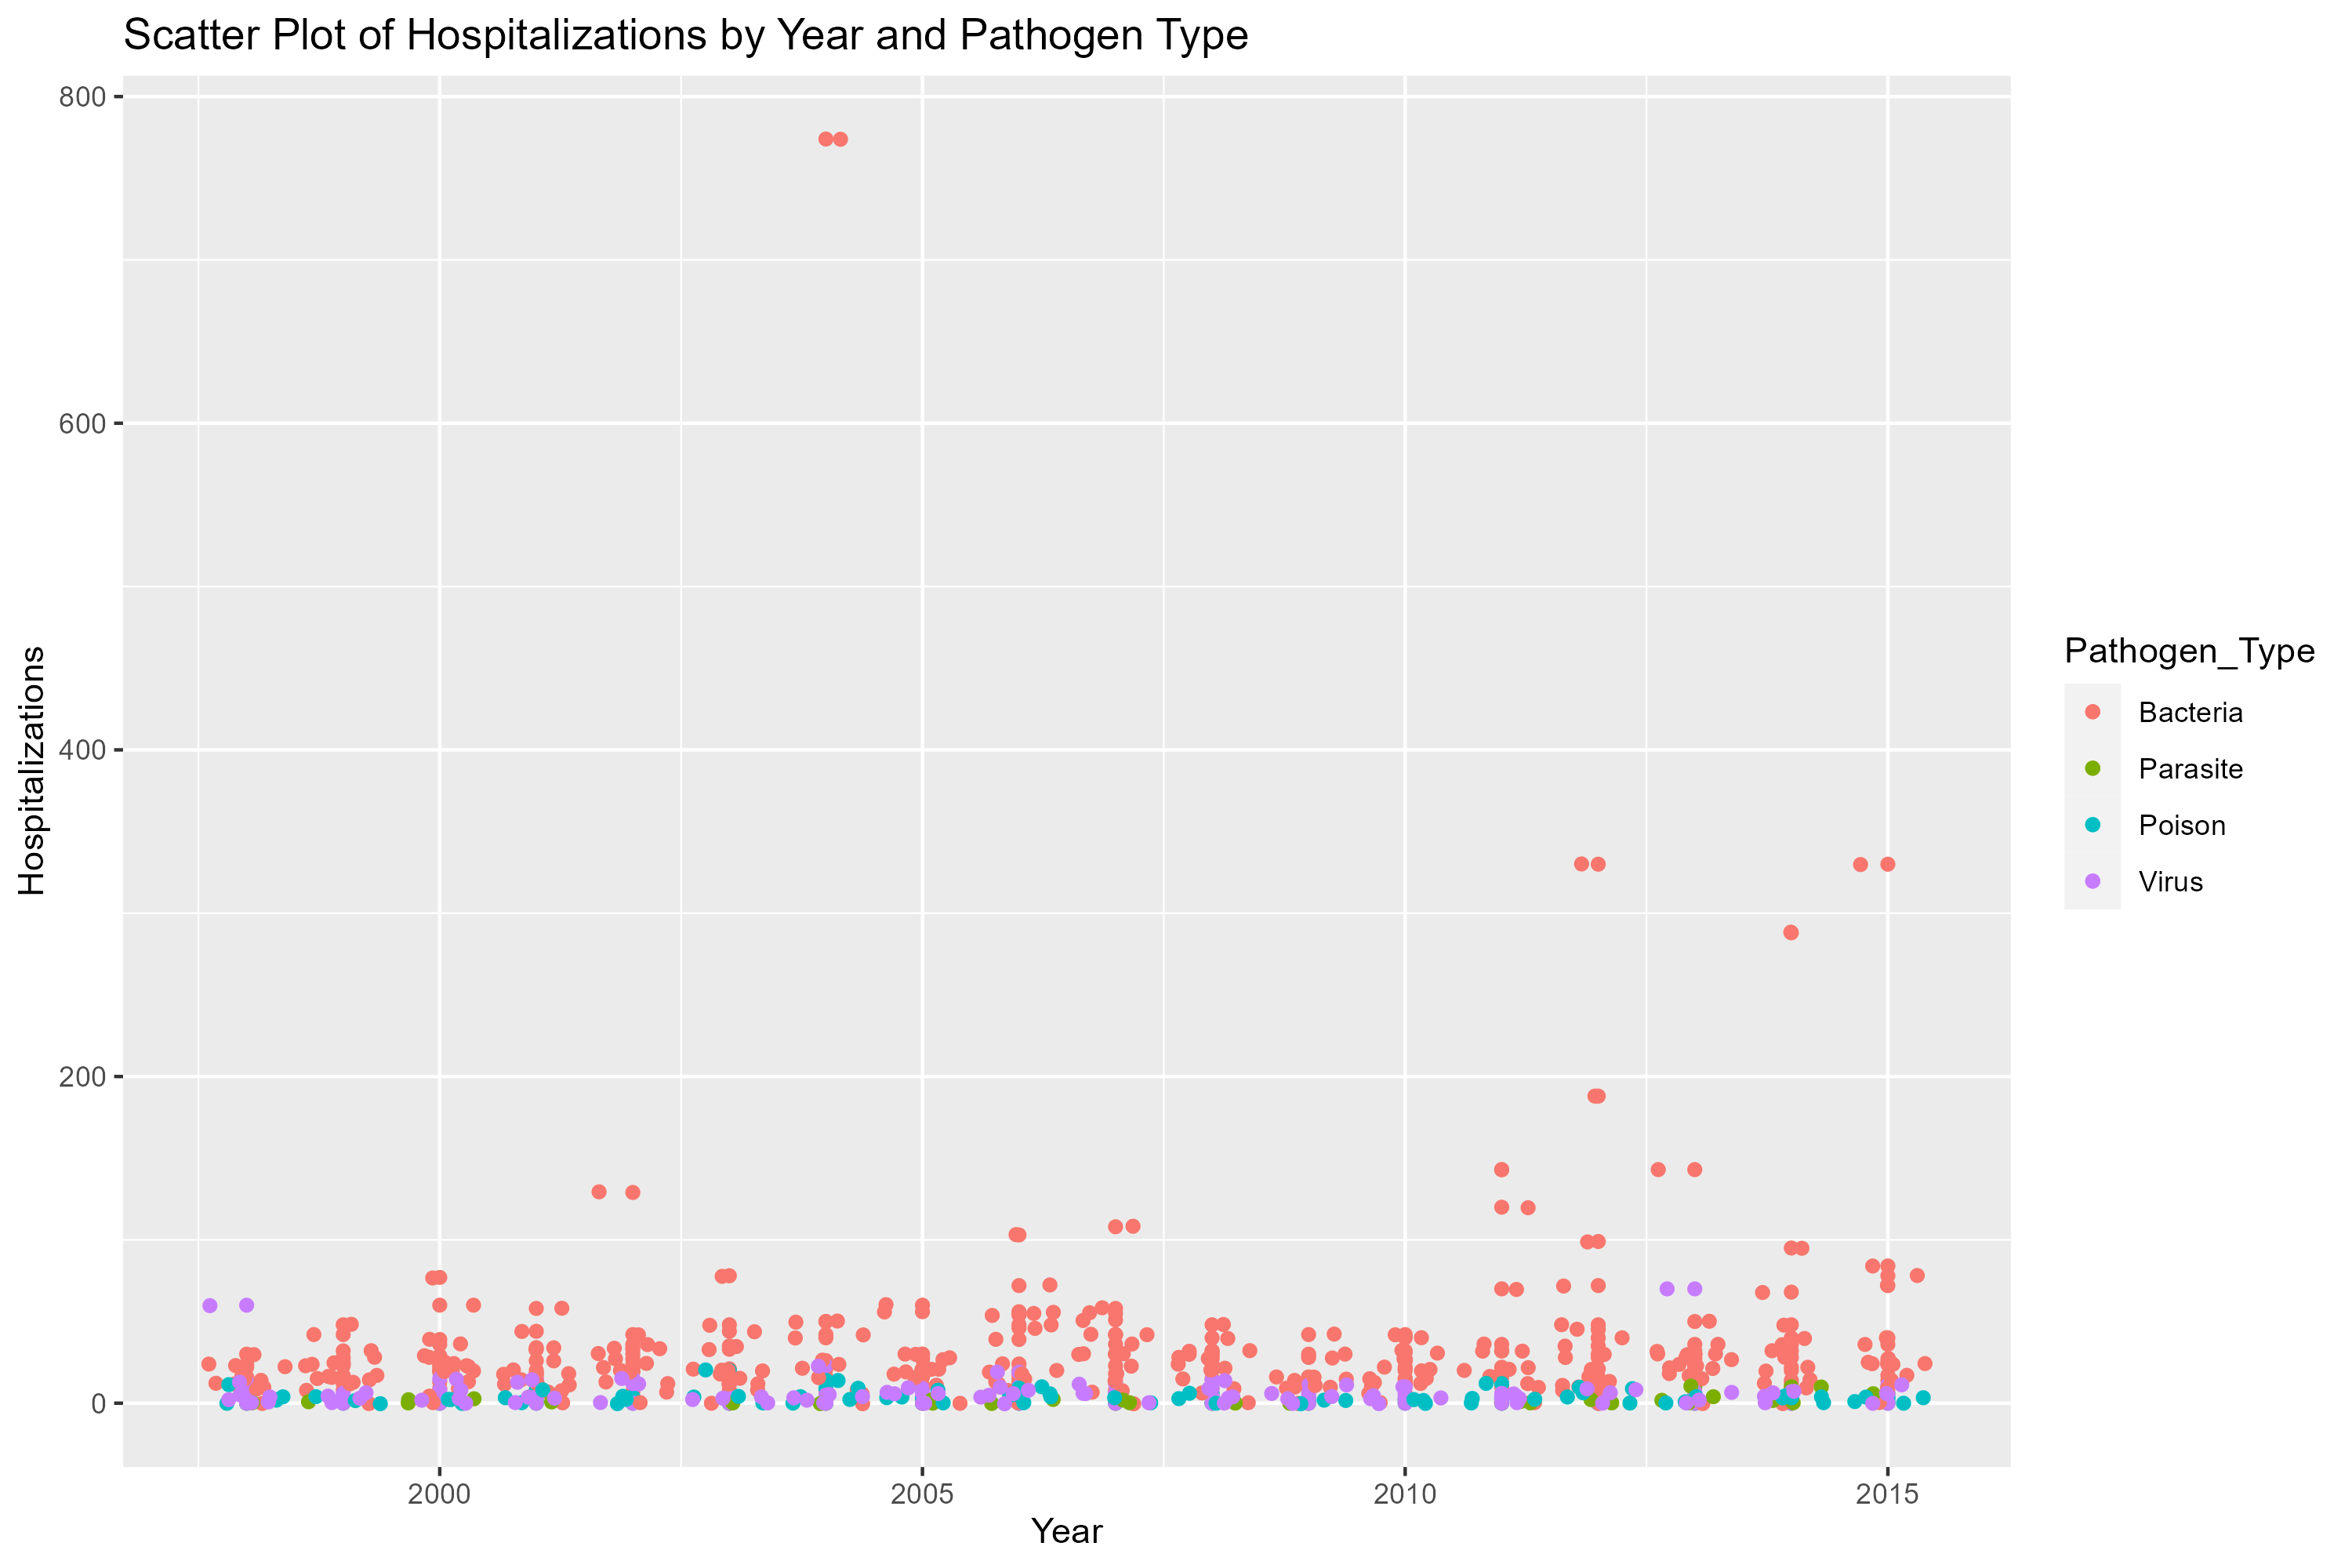 Scatter Plot of Hospitalizations by Year and Pathogen Type
800
600
400
200
0
Hospitalizations
2000
2005
2010
2015
Year
Pathogen_Type
Bacteria
Parasite
Poison
Virus